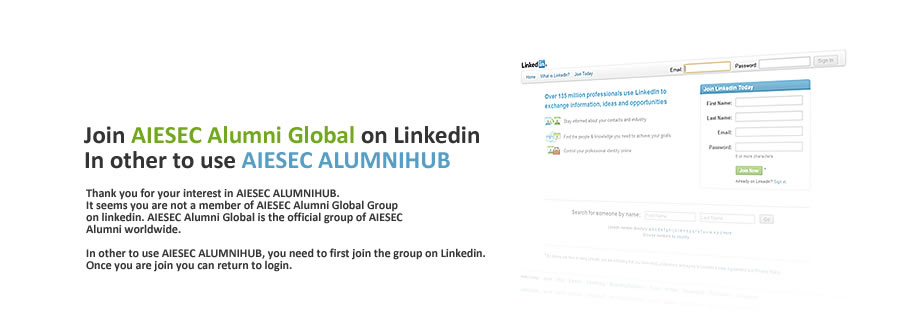 Join AIESEC Alumni Global on Linkedin
In other to use AIESEC ALUMNIHUB
Thank you for your interest in AIESEC ALUMNIHUB.
It seems you are not a member of AIESEC Alumni Global Group
on linkedin. AIESEC Alumni Global is the official group of AIESEC
Alumni worldwide.
In other to use AIESEC ALUMNIHUB, you need to first join the group on Linkedin.
Once you are join you can return to login.
Linked in
Email:
Password:
Sign In
Home What is LinkedIn? Join Today
Over 135 million professionals use LinkedIn to
exchange information, ideas and opportunities
Stay informed about your contacts and industry
Find the people & knowledge you need to achieve your goals
Control your professional identity online
Join LinkedIn Today
First Name:
Last Name:
Email:
Password:
6 or more characters
Join Now
Already on LinkedIn? Sign in.
Search for someone by name:
First Name
Last Name
Go